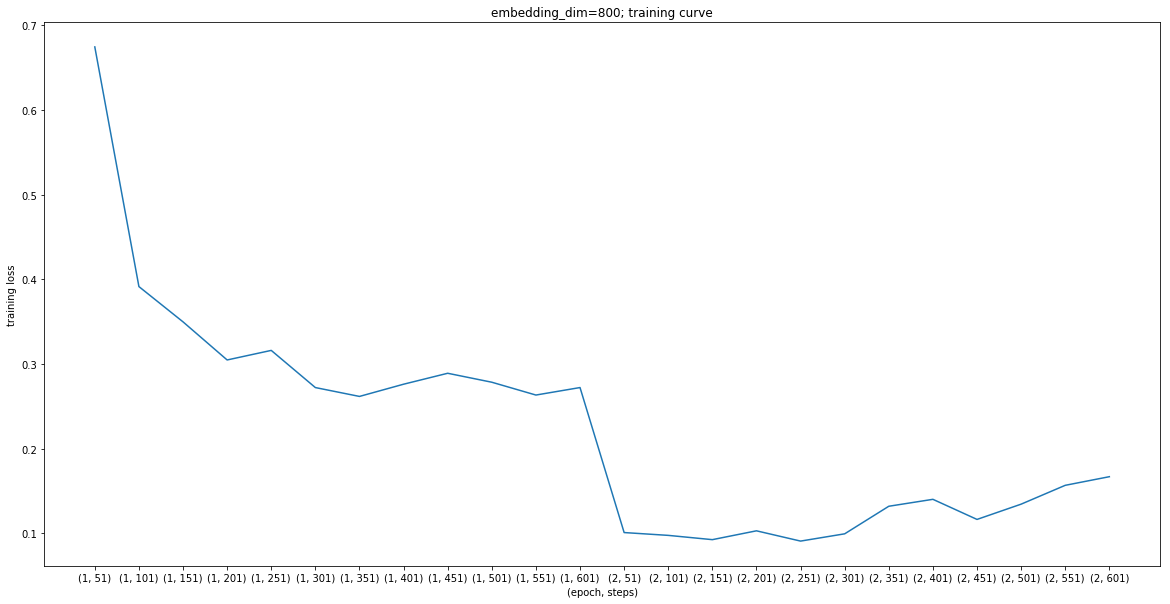 embedding_dim=800; training curve
0.7
0.6
0.5
0.4
0.3
0.2
0.1
training loss
(1, 51) (1, 101) (1, 151) (1, 201) (1, 251) (1, 301) (1, 351) (1, 401) (1, 451) (1, 501) (1, 551) (1, 601) (2, 51) (2, 101) (2, 151) (2, 201) (2, 251) (2, 301) (2, 351) (2, 401) (2, 451) (2, 501) (2, 551) (2, 601)
(epoch, steps)